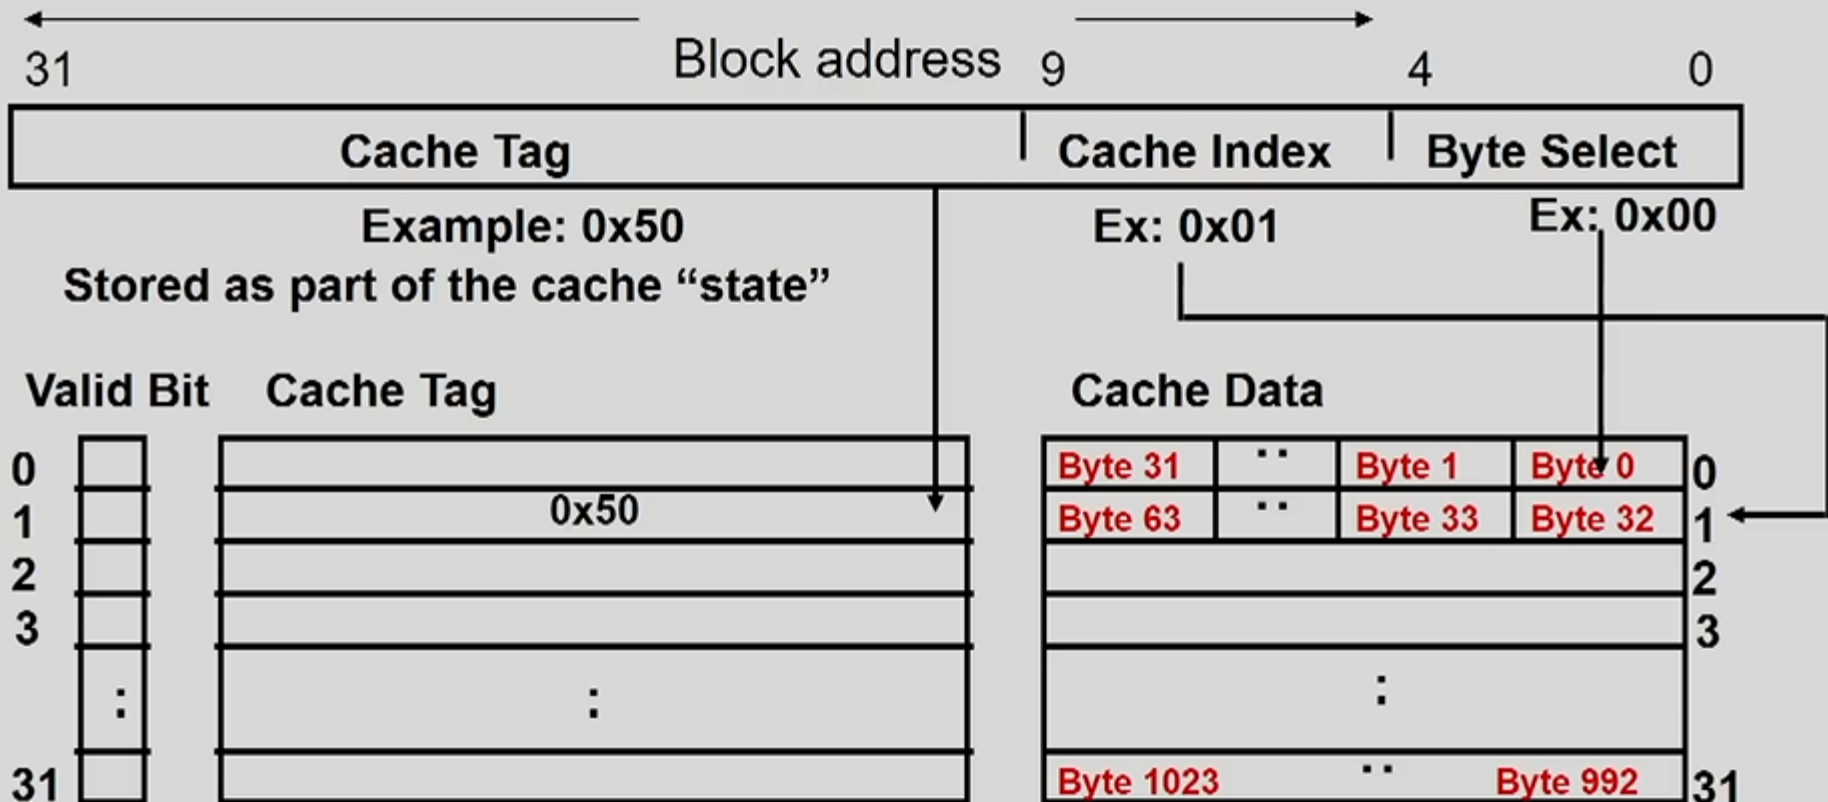 Block address
31 9 4 0
Cache Tag Cache Index Byte Select
Example: 0x50 Ex: 0x01 Ex: 0x00
Stored as part of the cache “state”
Valid Bit Cache Tag Cache Data
0 Byte 31 .. Byte 1 Byte 0 0
1 0x50 Byte 63 .. Byte 33 Byte 32 1
2 2
3 3
: : :
31 Byte 1023 .. Byte 992 31